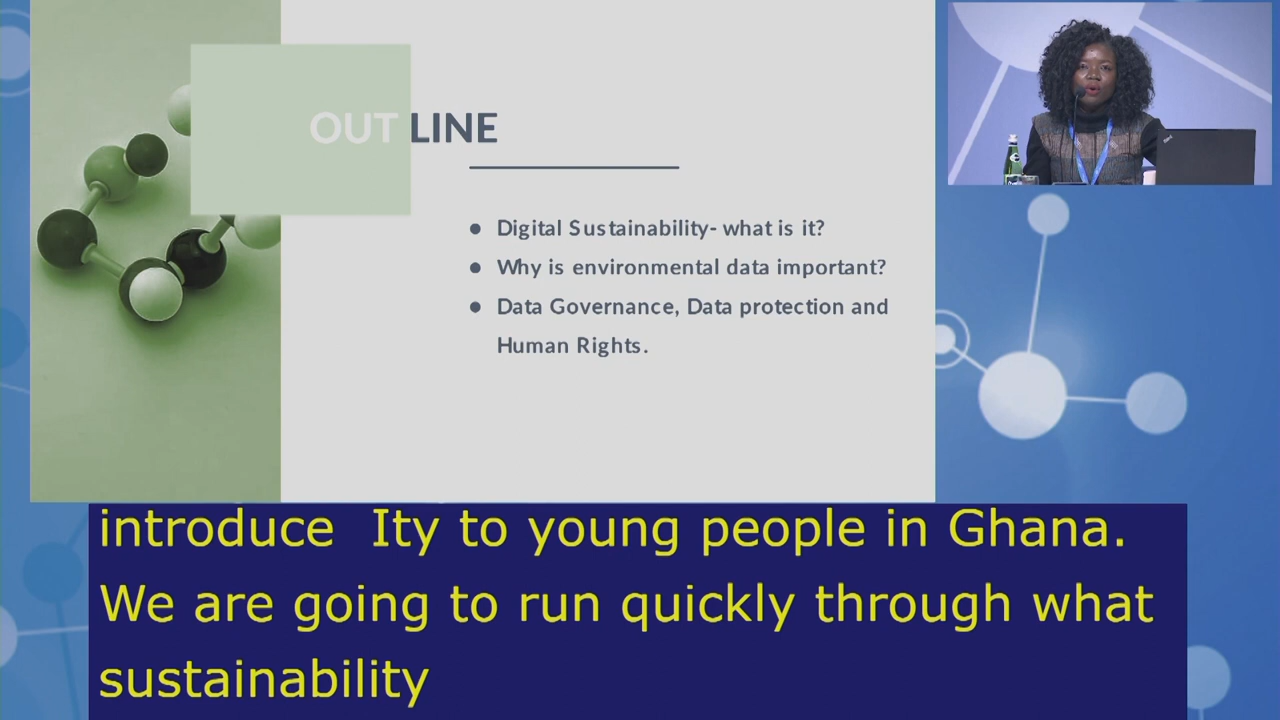 OUT LINE
● Digital Sustainability- what is it?
● Why is environmental data important?
● Data Governance, Data protection and
Human Rights.
introduce  Ity to young people in Ghana.
We are going to run quickly through what
sustainability